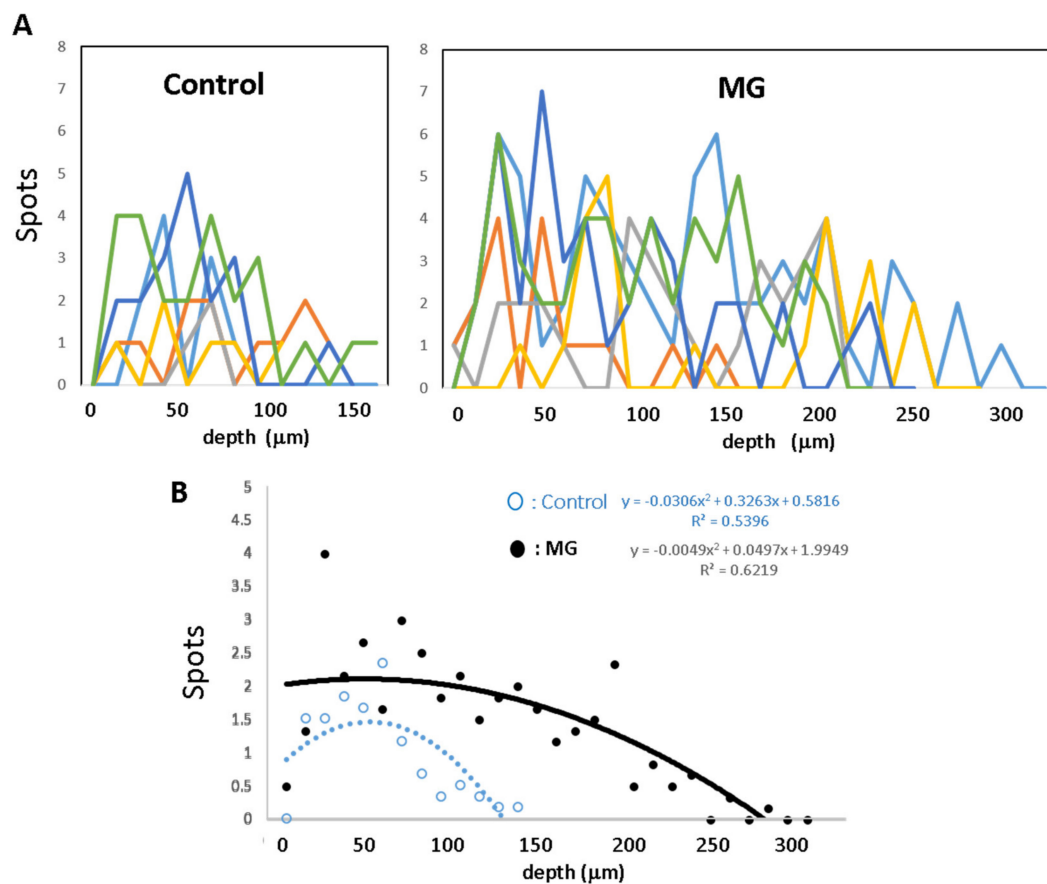 A
Control
8
7
6
5
4
3
2
1
0
Spots
0 50 100 150
depth (μm)
MG
8
7
6
5
4
3
2
1
0
0 50 100 150 200 250 300
depth (μm)
B
5
4.5
4
3.5
3
2.5
2
1.5
1
0.5
0
Spots
: Control y = -0.0306x² + 0.3263x + 0.5816
R² = 0.5396
: MG y = -0.0049x² + 0.0497x + 1.9949
R² = 0.6219
0 50 100 150 200 250 300
depth (μm)